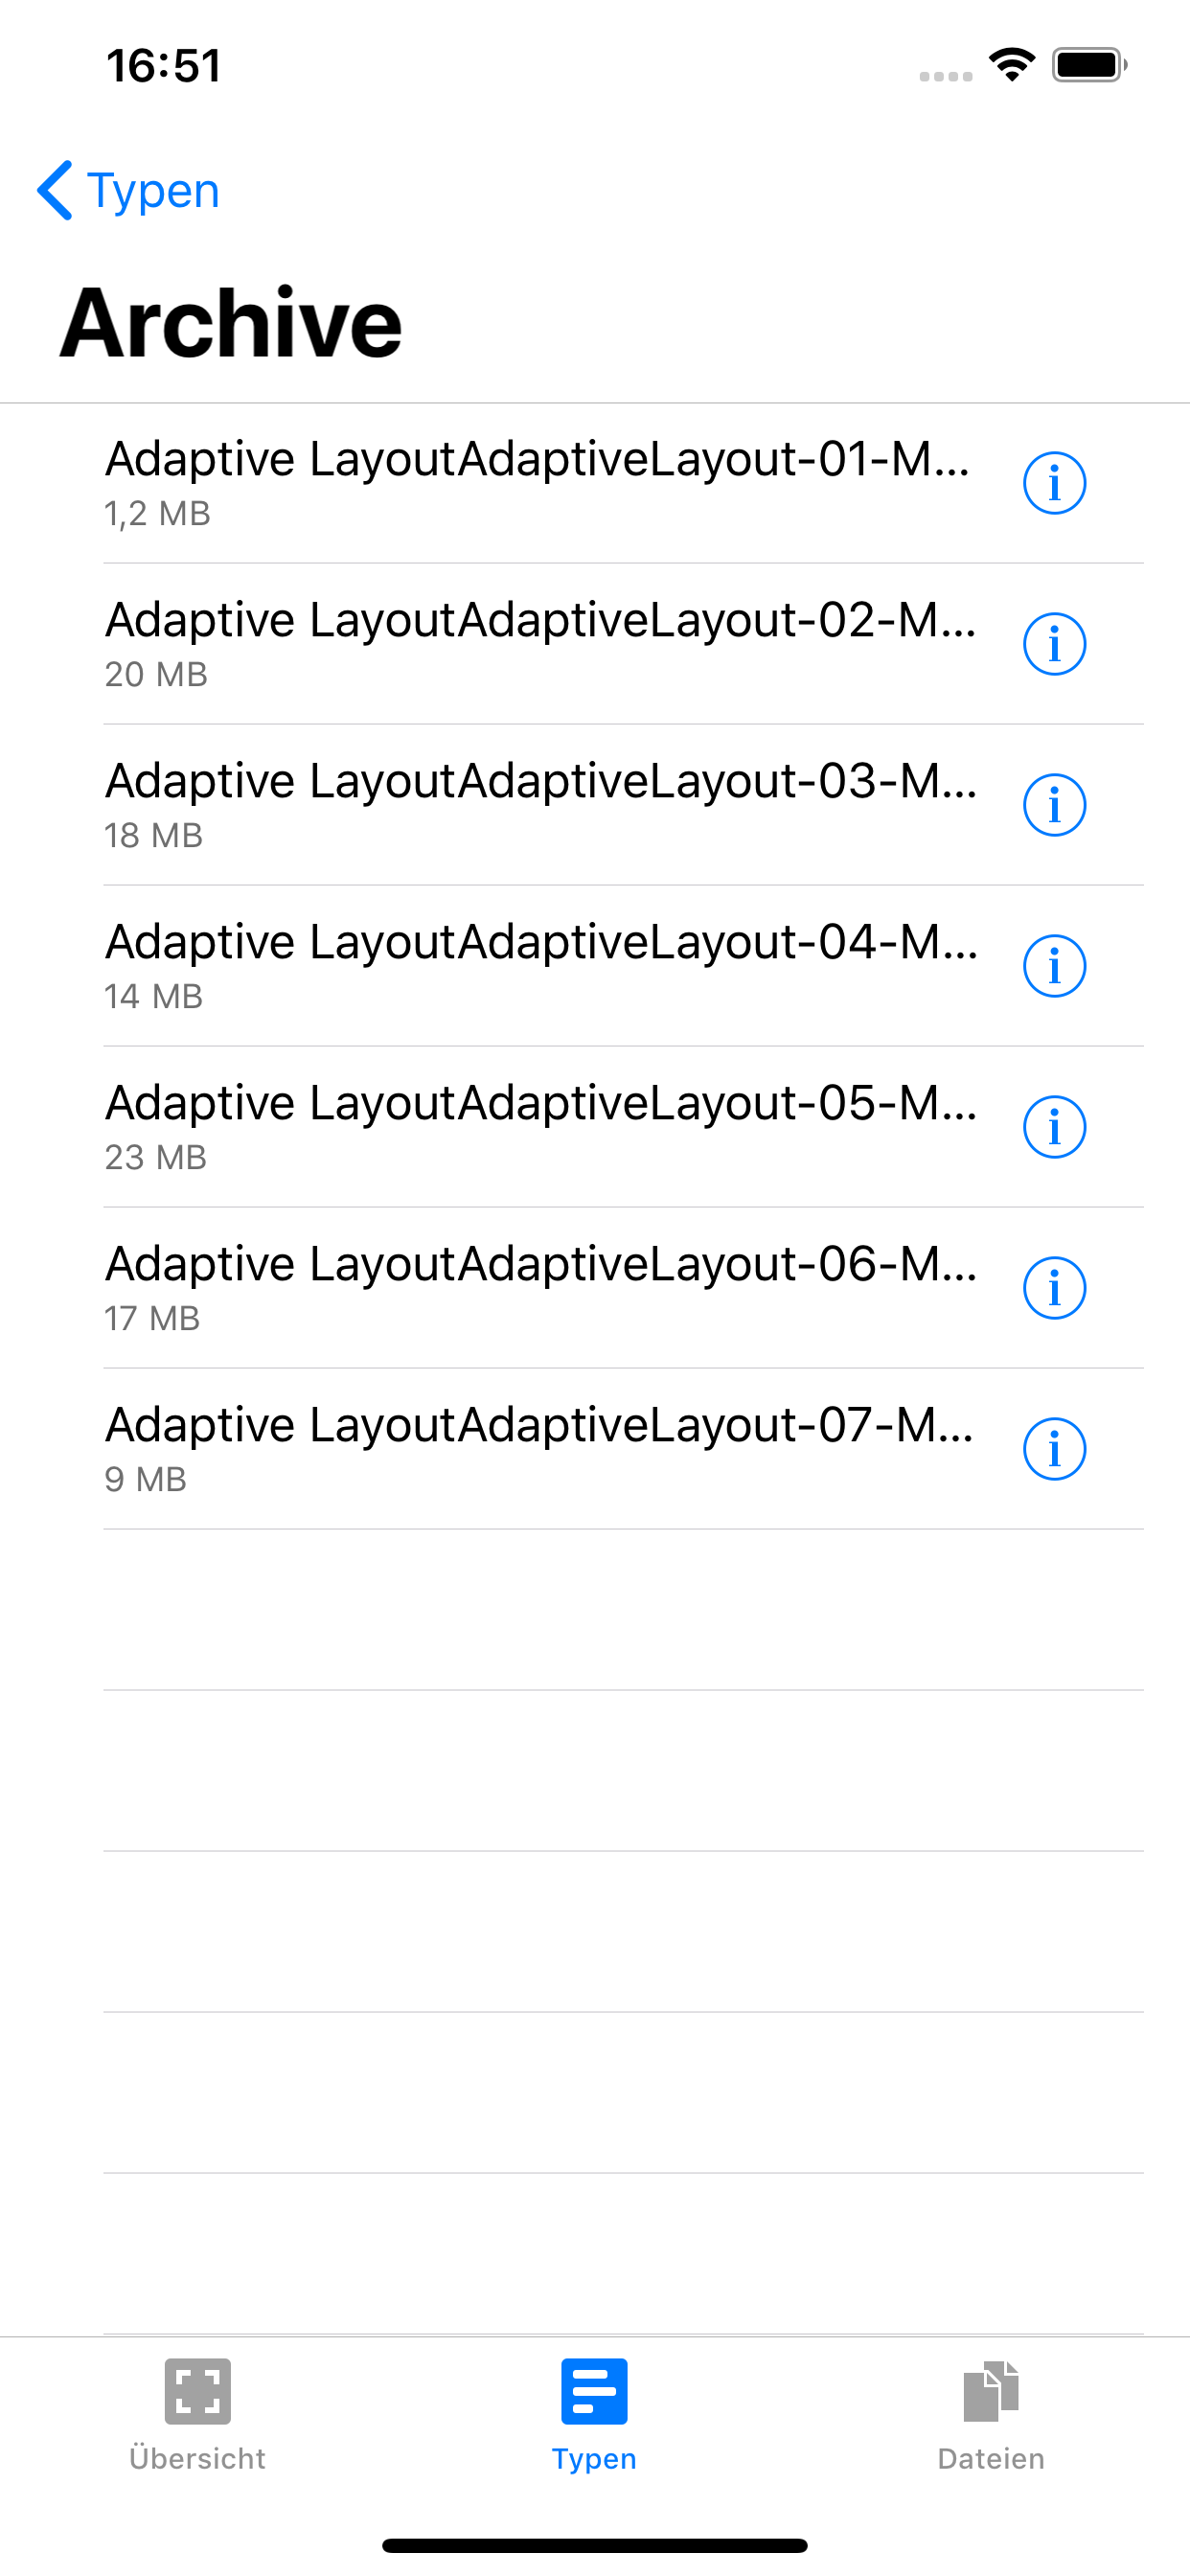 16:51
Typen
Archive
Adaptive LayoutAdaptiveLayout-01-M...
1,2 MB
Adaptive LayoutAdaptiveLayout-02-M...
20 MB
Adaptive LayoutAdaptiveLayout-03-M...
18 MB
Adaptive LayoutAdaptiveLayout-04-M...
14 MB
Adaptive LayoutAdaptiveLayout-05-M...
23 MB
Adaptive LayoutAdaptiveLayout-06-M...
17 MB
Adaptive LayoutAdaptiveLayout-07-M...
9 MB
Übersicht
Typen
Dateien